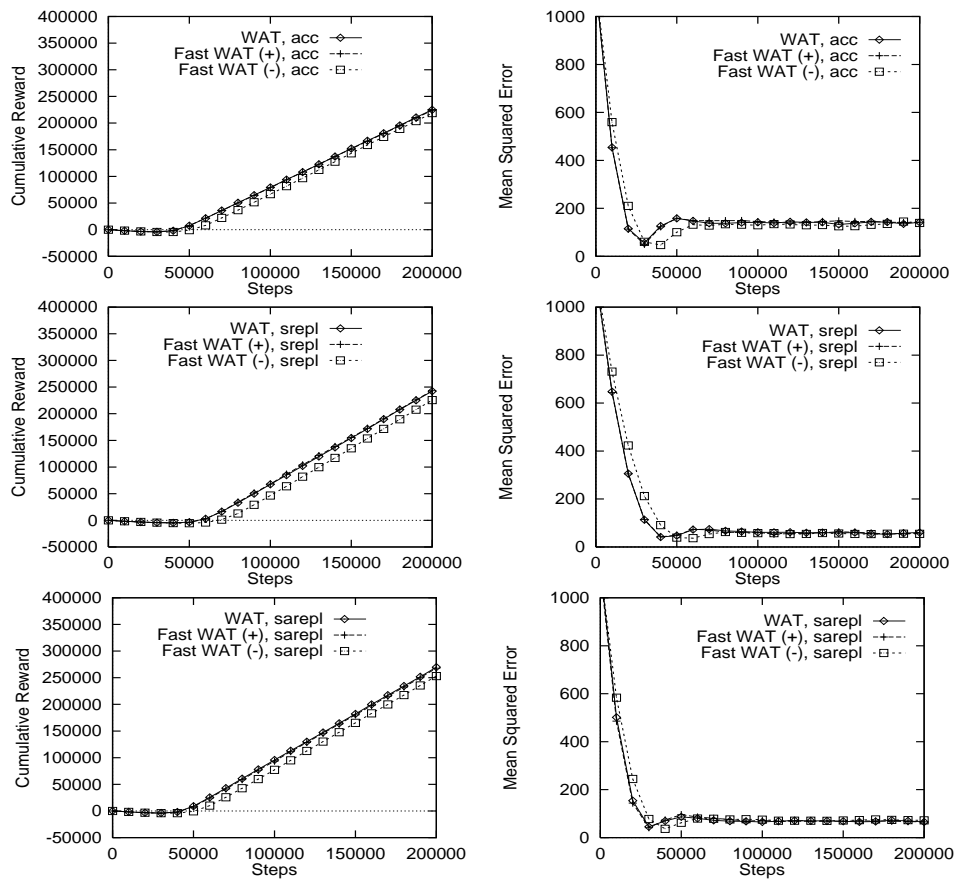 400000
350000
300000
250000
200000
150000
100000
50000
0
-50000
Cumulative Reward
WAT, acc
Fast WAT (+), acc
Fast WAT (-), acc
0 50000 100000 150000 200000
Steps
1000
800
600
400
200
0
Mean Squared Error
WAT, acc
Fast WAT (+), acc
Fast WAT (-), acc
0 50000 100000 150000 200000
Steps
400000
350000
300000
250000
200000
150000
100000
50000
0
-50000
Cumulative Reward
WAT, srepl
Fast WAT (+), srepl
Fast WAT (-), srepl
0 50000 100000 150000 200000
Steps
1000
800
600
400
200
0
Mean Squared Error
WAT, srepl
Fast WAT (+), srepl
Fast WAT (-), srepl
0 50000 100000 150000 200000
Steps
400000
350000
300000
250000
200000
150000
100000
50000
0
-50000
Cumulative Reward
WAT, sarepl
Fast WAT (+), sarepl
Fast WAT (-), sarepl
0 50000 100000 150000 200000
Steps
1000
800
600
400
200
0
Mean Squared Error
WAT, sarepl
Fast WAT (+), sarepl
Fast WAT (-), sarepl
0 50000 100000 150000 200000
Steps